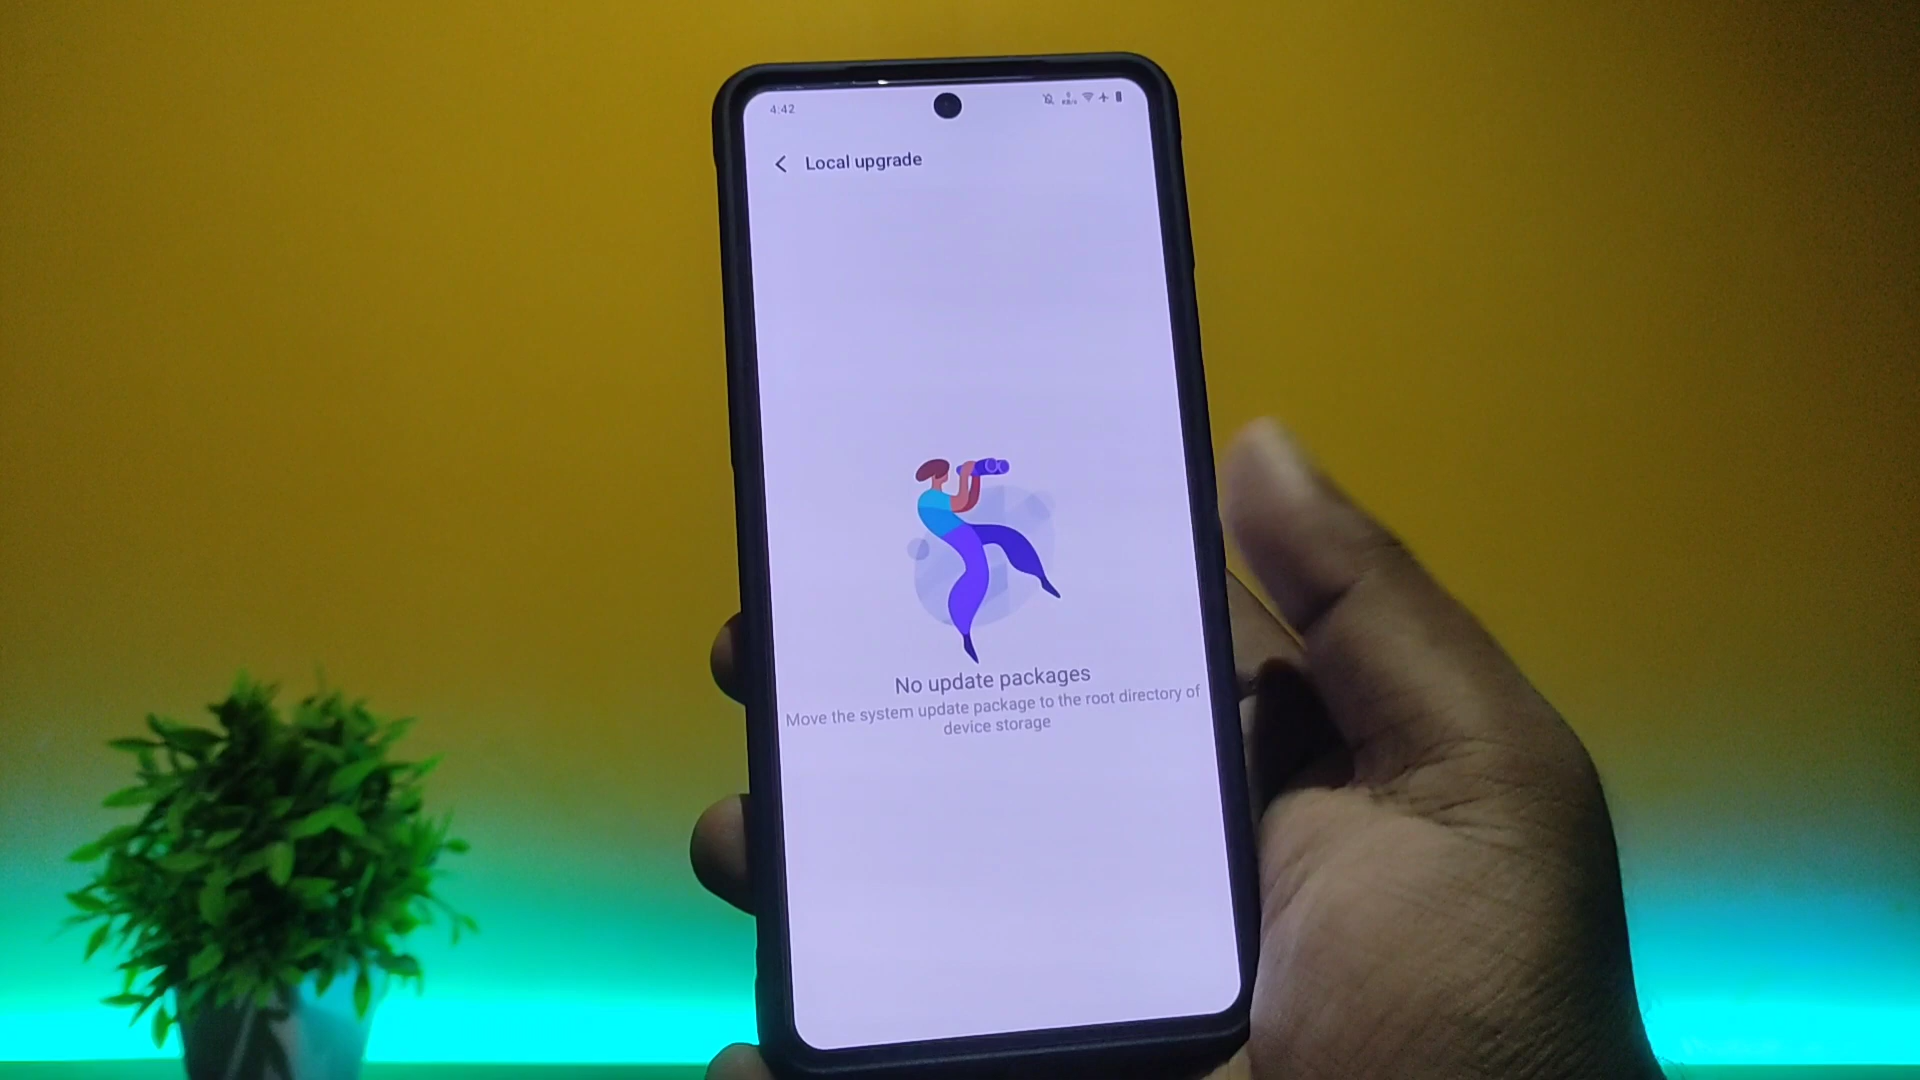 4:42
Local upgrade
No update packages
Move the system update package to the root directory of
device storage